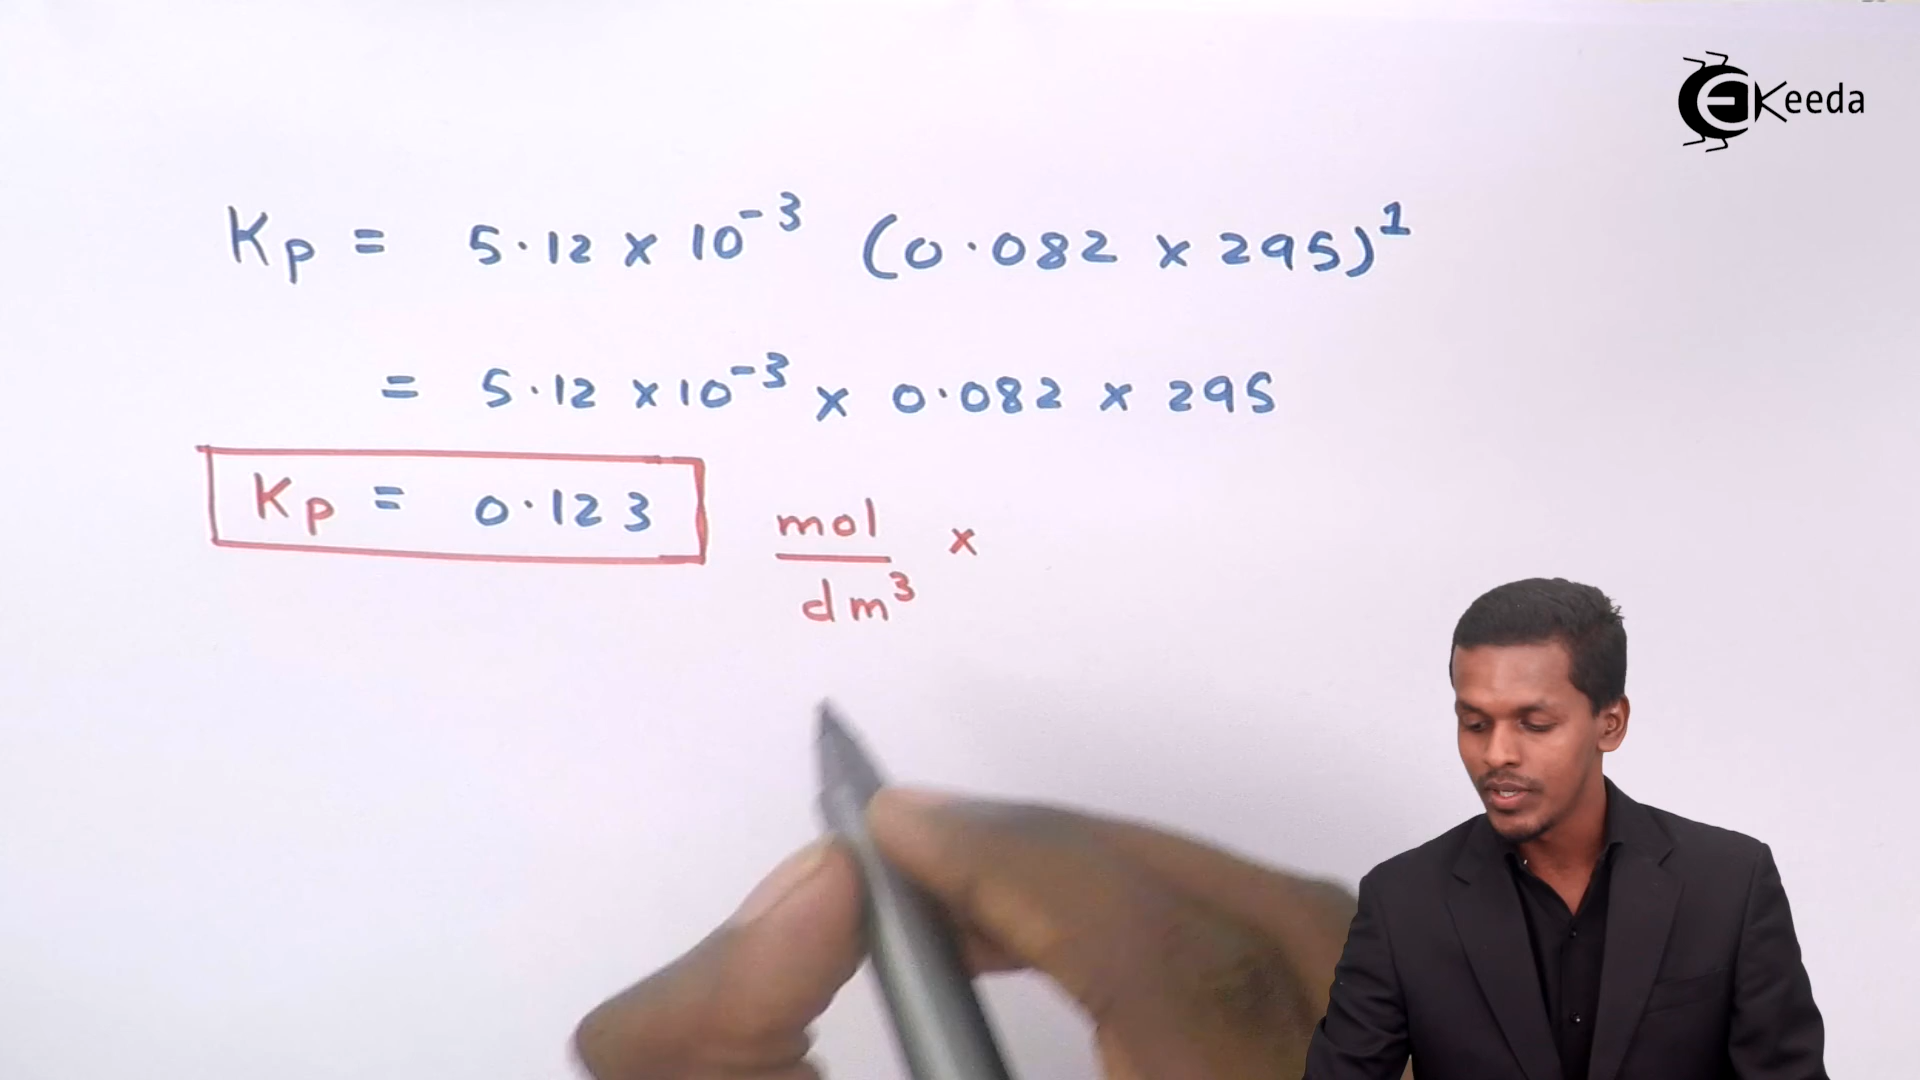 EKeeda
Kp = 5.12 × 10⁻³ (0.082 × 295)¹
= 5.12 × 10⁻³ × 0.082 × 295
Kp = 0.123 mol/dm³ ×